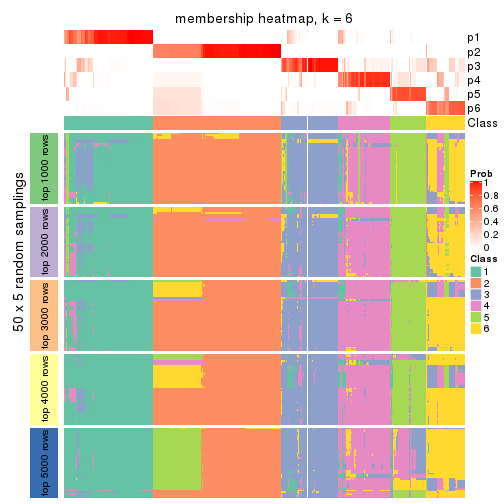 membership heatmap, k = 6
p1
p2
p3
p4
p5
p6
Class
50 x 5 random samplings
top 1000 rows
top 2000 rows
top 3000 rows
top 4000 rows
top 5000 rows
Prob
1
0.8
0.6
0.4
0.2
0
Class
1
2
3
4
5
6